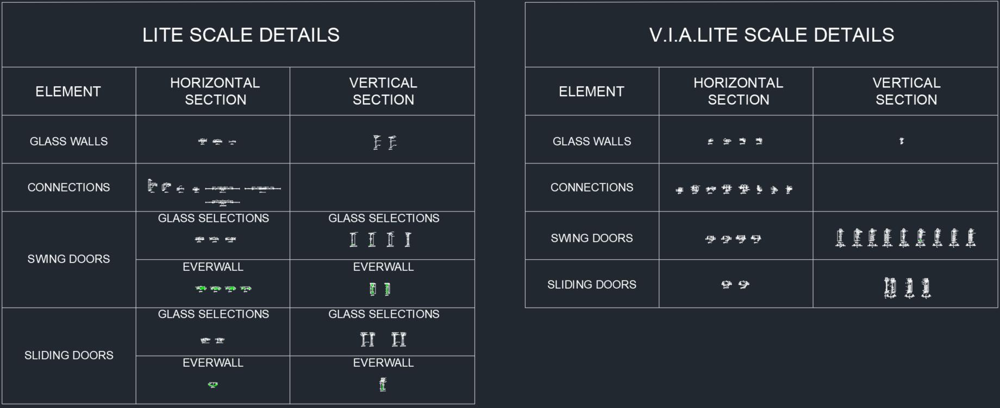 LITE SCALE DETAILS
ELEMENT
HORIZONTAL
SECTION
VERTICAL
SECTION
GLASS WALLS
CONNECTIONS
SWING DOORS
GLASS SELECTIONS
GLASS SELECTIONS
EVERWALL
EVERWALL
SLIDING DOORS
GLASS SELECTIONS
GLASS SELECTIONS
EVERWALL
EVERWALL
V.I.A.LITE SCALE DETAILS
ELEMENT
HORIZONTAL
SECTION
VERTICAL
SECTION
GLASS WALLS
CONNECTIONS
SWING DOORS
SLIDING DOORS